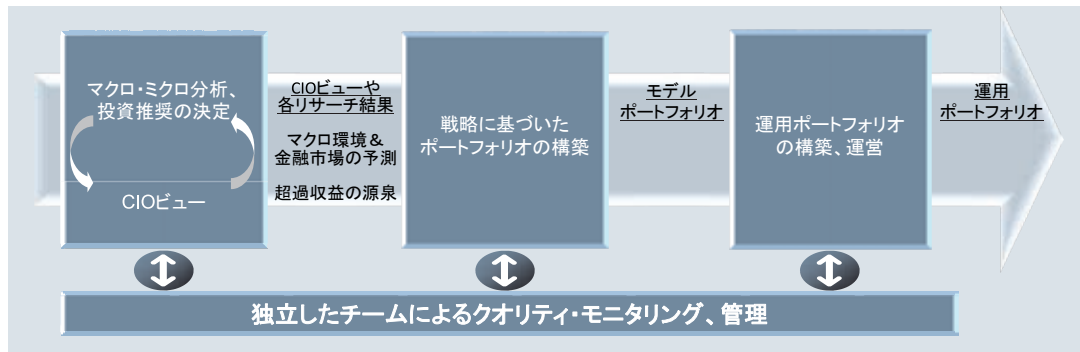 マクロ・ミクロ分析、
投資推奨の決定
CIOビュー
CIOビューや
各リサーチ結果
マクロ環境&
金融市場の予測
超過収益の源泉
戦略に基づいた
ポートフォリオの構築
モデル
ポートフォリオ
運用ポートフォリオ
の構築、運営
運用
ポートフォリオ
独立したチームによるクオリティ・モニタリング、管理